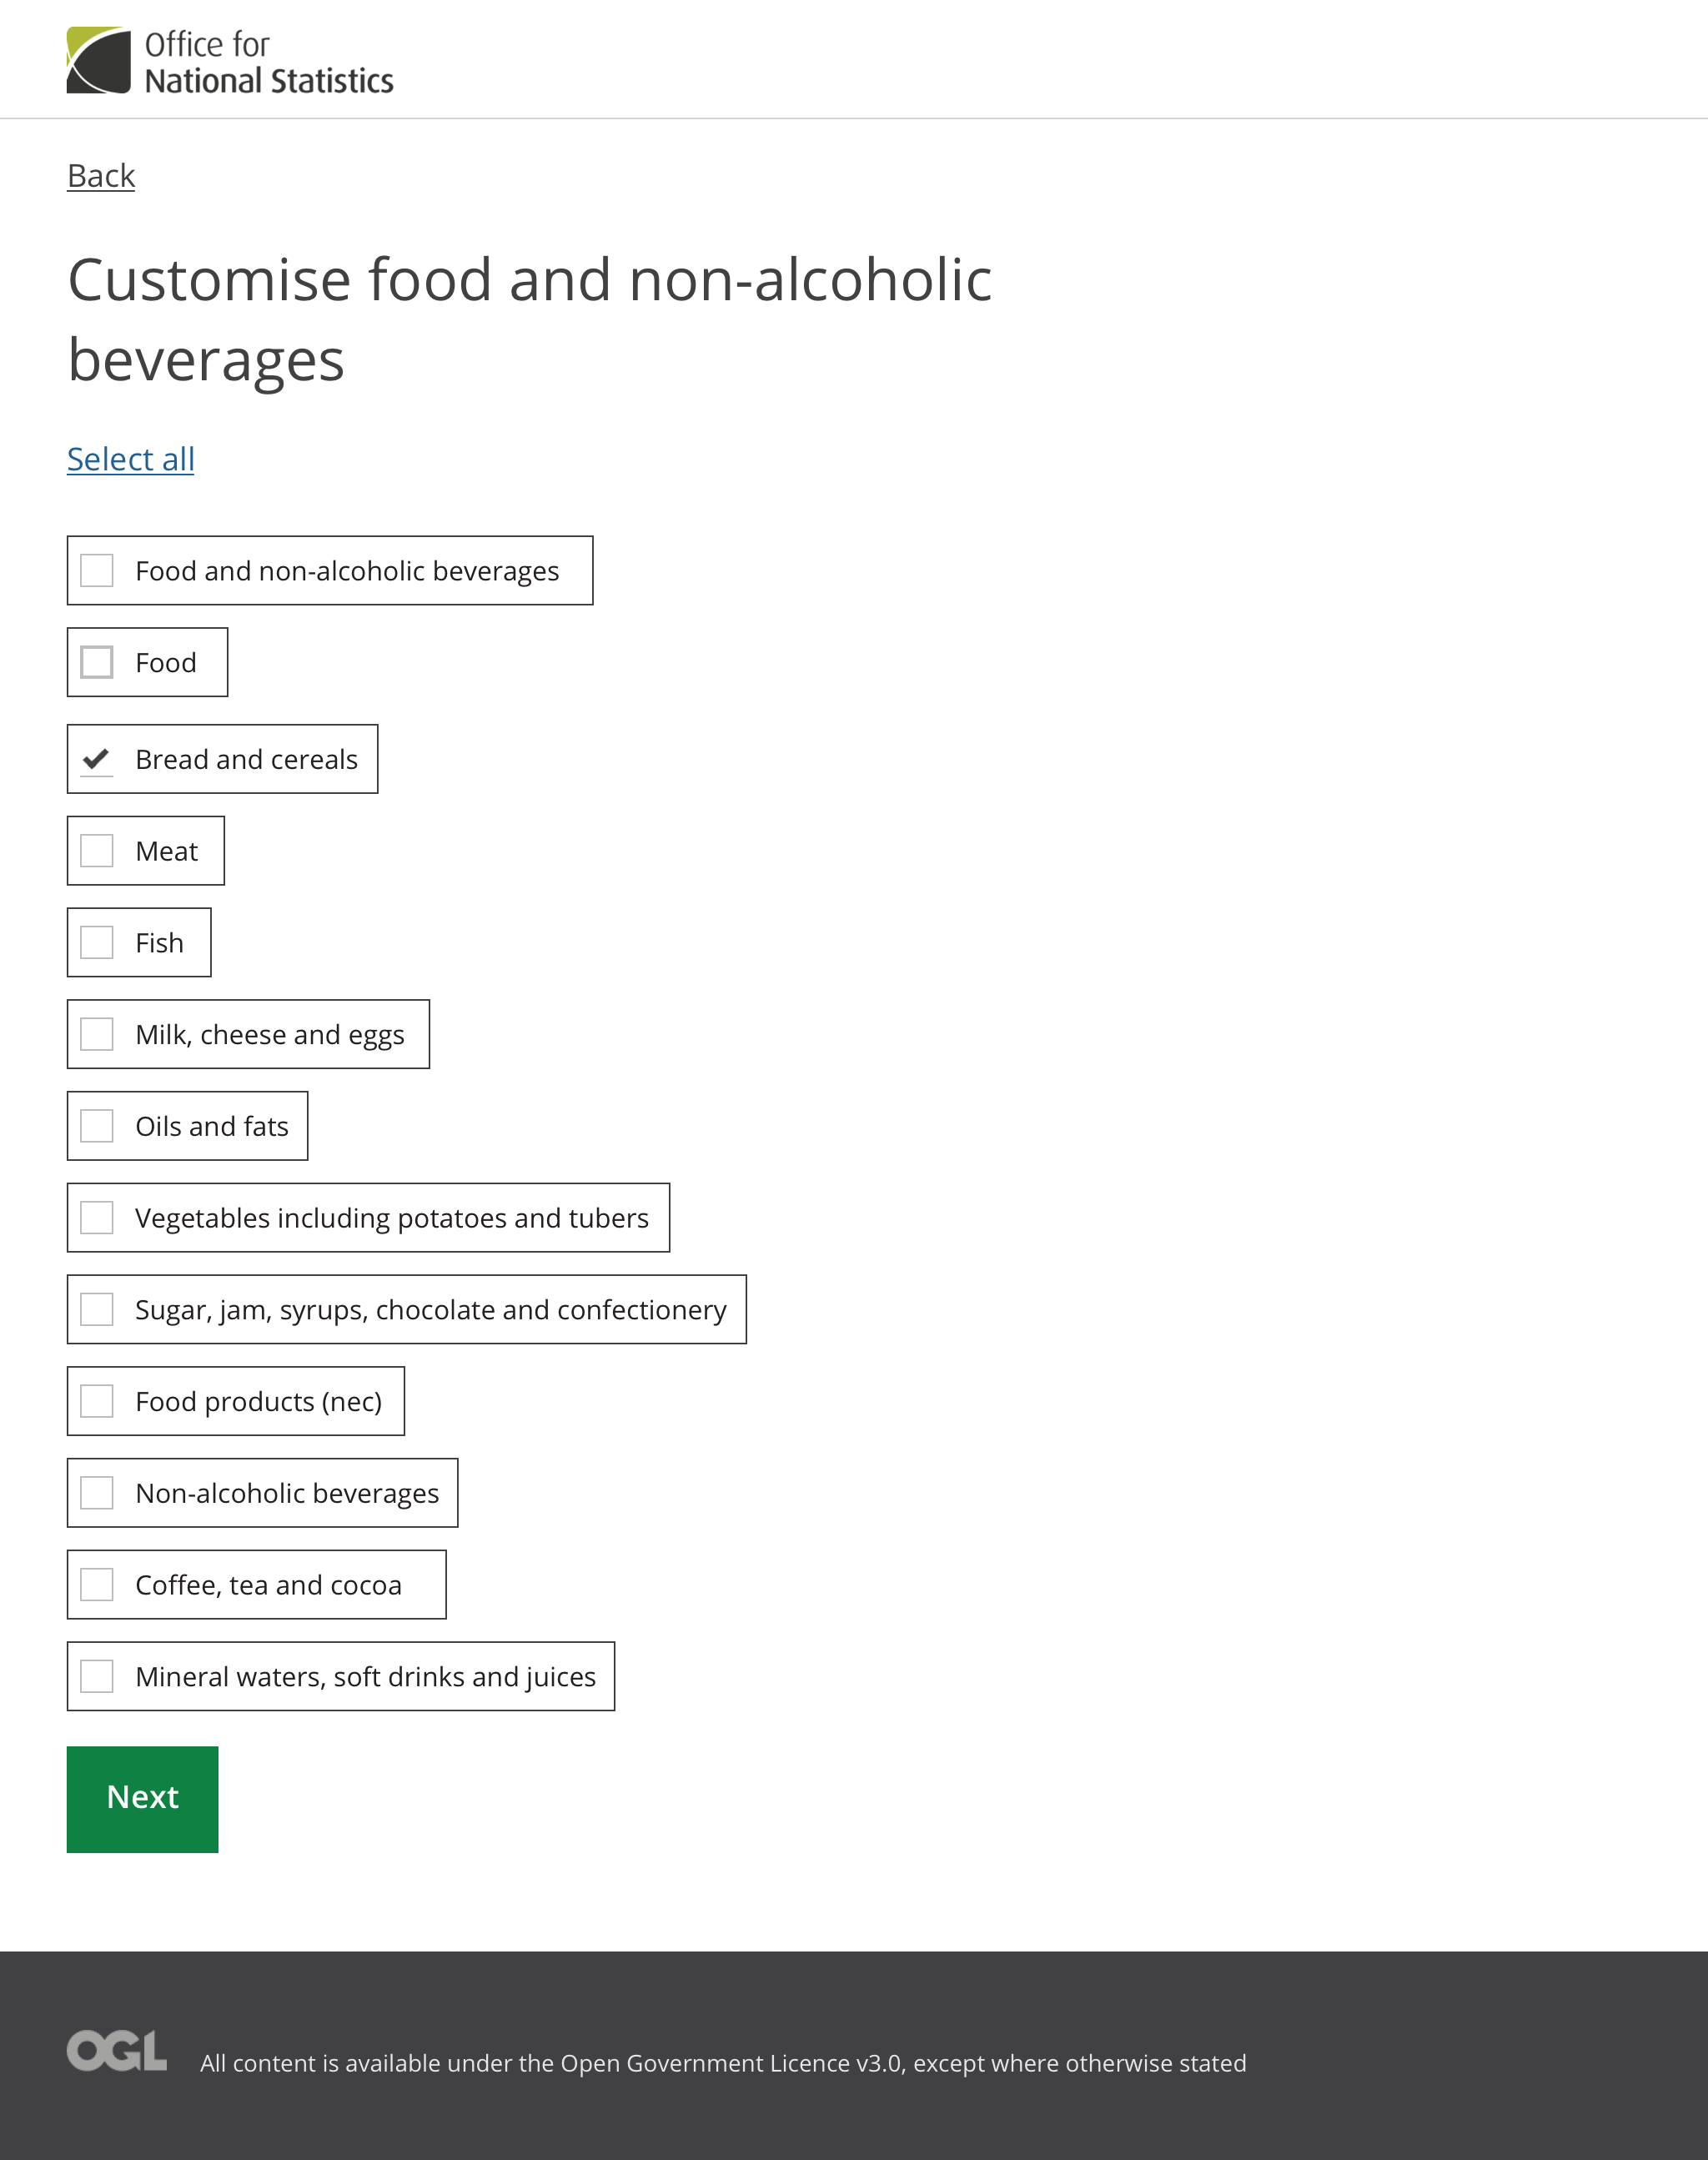 Office for
National Statistics
Back
Customise food and non-alcoholic
beverages
Select all
Food and non-alcoholic beverages
Food
Bread and cereals
Meat
Fish
Milk, cheese and eggs
Oils and fats
Vegetables including potatoes and tubers
Sugar, jam, syrups, chocolate and confectionery
Food products (nec)
Non-alcoholic beverages
Coffee, tea and cocoa
Mineral waters, soft drinks and juices
Next
OGL
All content is available under the Open Government Licence v3.0, except where otherwise stated